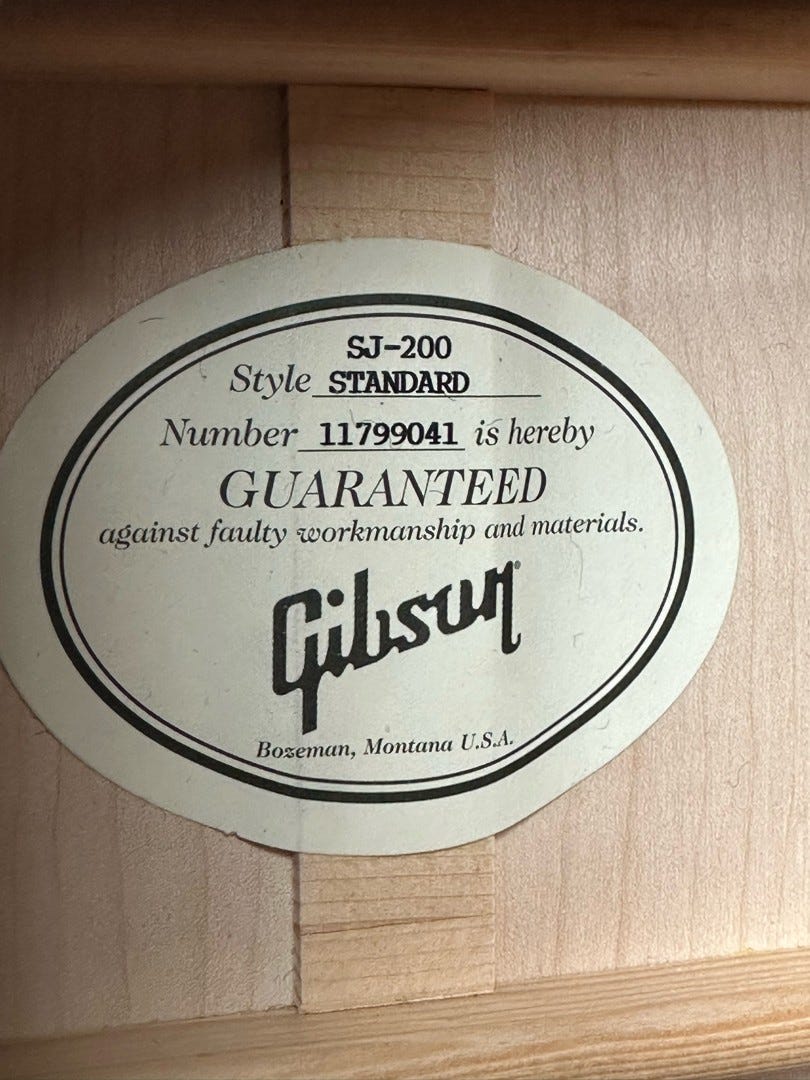 SJ-200
Style STANDARD
Number 11799041 is hereby
GUARANTEED
against faulty workmanship and materials.
Gibson®
Bozeman, Montana U.S.A.